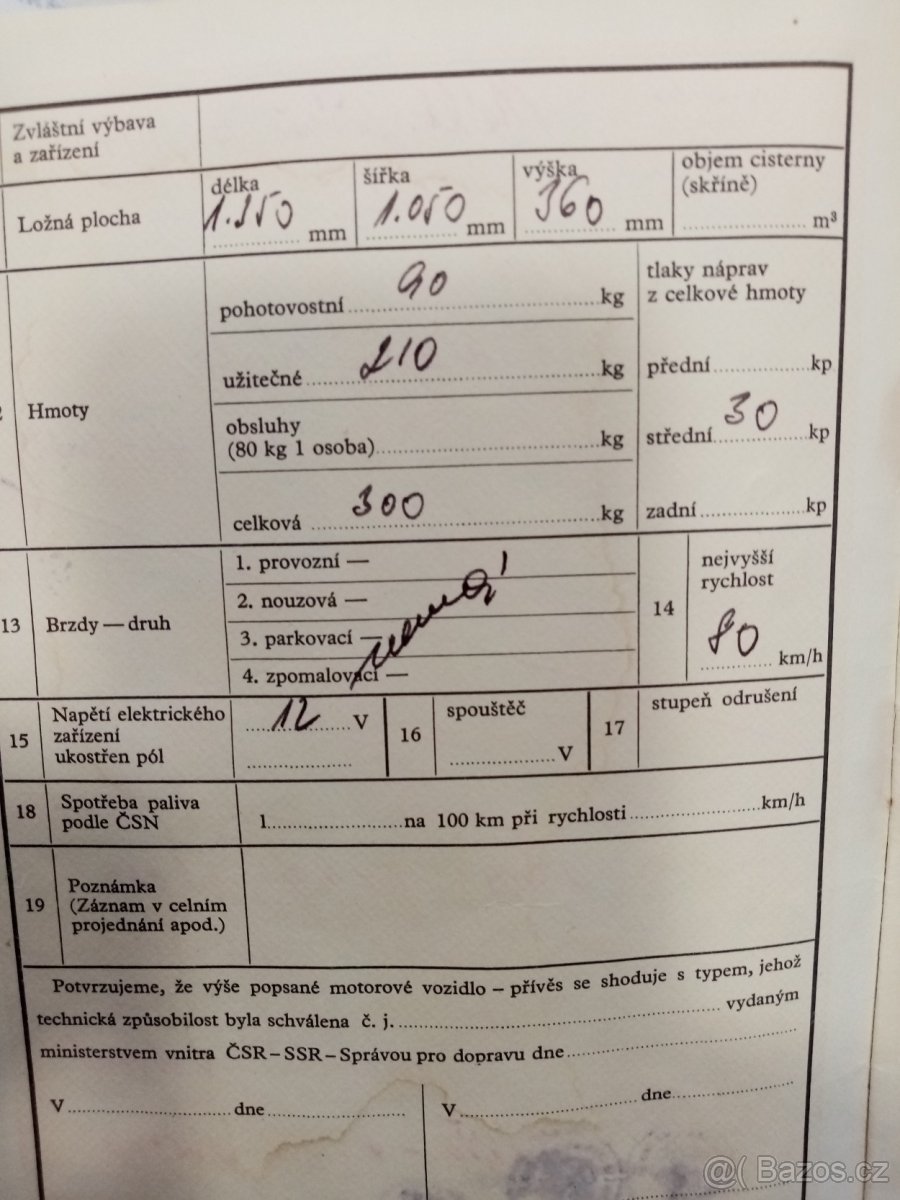 Zvláštní výbava
a zařízení
Ložná plocha
délka
1.350 mm
šířka
1.050 mm
výška
360 mm
objem cisterny
(skříně)
m³
Hmoty
pohotovostní 90 kg
užitečné 210 kg
obsluhy
(80 kg 1 osoba) kg
celková 300 kg
tlaky náprav
z celkové hmoty
přední kp
střední 30 kp
zadní kp
13 Brzdy — druh
1. provozní —
2. nouzová —
3. parkovací —
4. zpomalovací —
nemá!
14
nejvyšší
rychlost
80 km/h
15
Napětí elektrického
zařízení
ukostřen pól
12 V
16
spouštěč
V
17
stupeň odrušení
18
Spotřeba paliva
podle ČSN
l na 100 km při rychlosti km/h
19
Poznámka
(Záznam v celním
projednání apod.)
Potvrzujeme, že výše popsané motorové vozidlo – přívěs se shoduje s typem, jehož
technická způsobilost byla schválena č. j. vydaným
ministerstvem vnitra ČSR – SSR – Správou pro dopravu dne
V dne
V dne
@( Bazos.cz